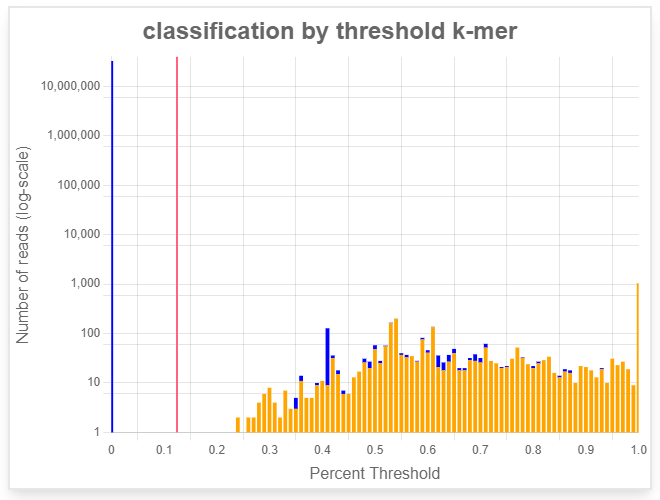 classification by threshold k-mer
Number of reads (log-scale)
10,000,000
1,000,000
100,000
10,000
1,000
100
10
1
0 0.1 0.2 0.3 0.4 0.5 0.6 0.7 0.8 0.9 1.0
Percent Threshold